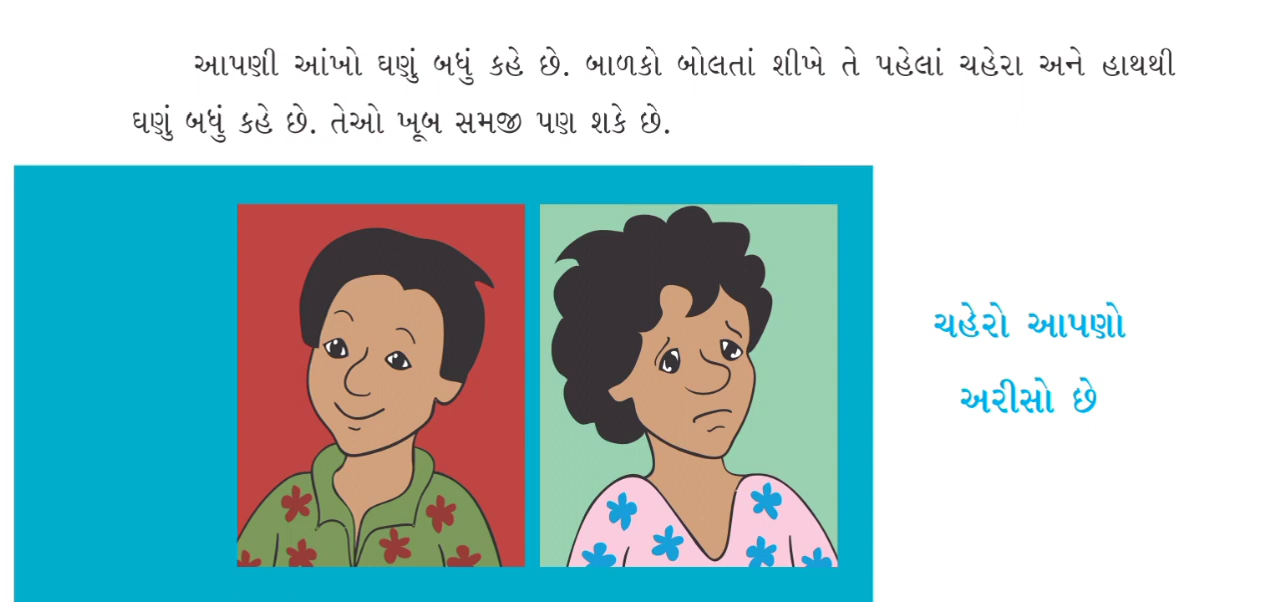 આપણી આંખો ઘણું બધું કહે છે. બાળકો બોલતાં શીખે તે પહેલાં ચહેરા અને હાથથી
ઘણું બધું કહે છે. તેઓ ખૂબ સમજી પણ શકે છે.
ચહેરો આપણો
અરીસો છે